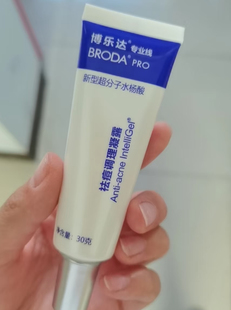 博乐达®专业线
BRODA® PRO
新型超分子水杨酸
祛痘调理凝露
Anti-acne IntelliGel®
净含量: 30克